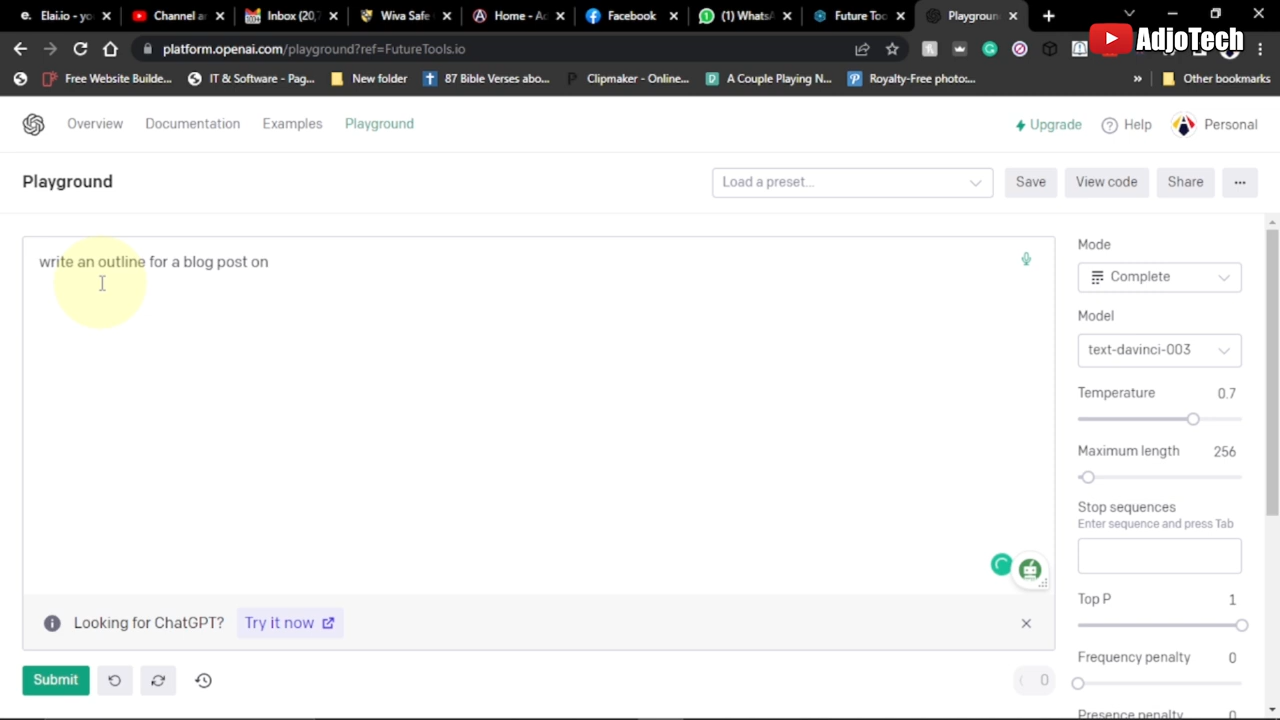 Elai.io - yo
Channel a
Inbox (20,7
Wiva Safe
Home - A
Facebook
(1) Whats
Future Too
Playgroun
platform.openai.com/playground?ref=FutureTools.io
AdjoTech
Free Website Builde...
IT & Software - Pag...
New folder
87 Bible Verses abo...
Clipmaker - Online...
A Couple Playing N...
Royalty-Free photo:...
»
Other bookmarks
Overview
Documentation
Examples
Playground
Upgrade
Help
Personal
Playground
Load a preset...
Save
View code
Share
...
write an outline for a blog post on
Mode
Complete
Model
text-davinci-003
Temperature 0.7
Maximum length 256
Stop sequences
Enter sequence and press Tab
Top P 1
Frequency penalty 0
Presence penalty 0
Looking for ChatGPT? Try it now
Submit
0